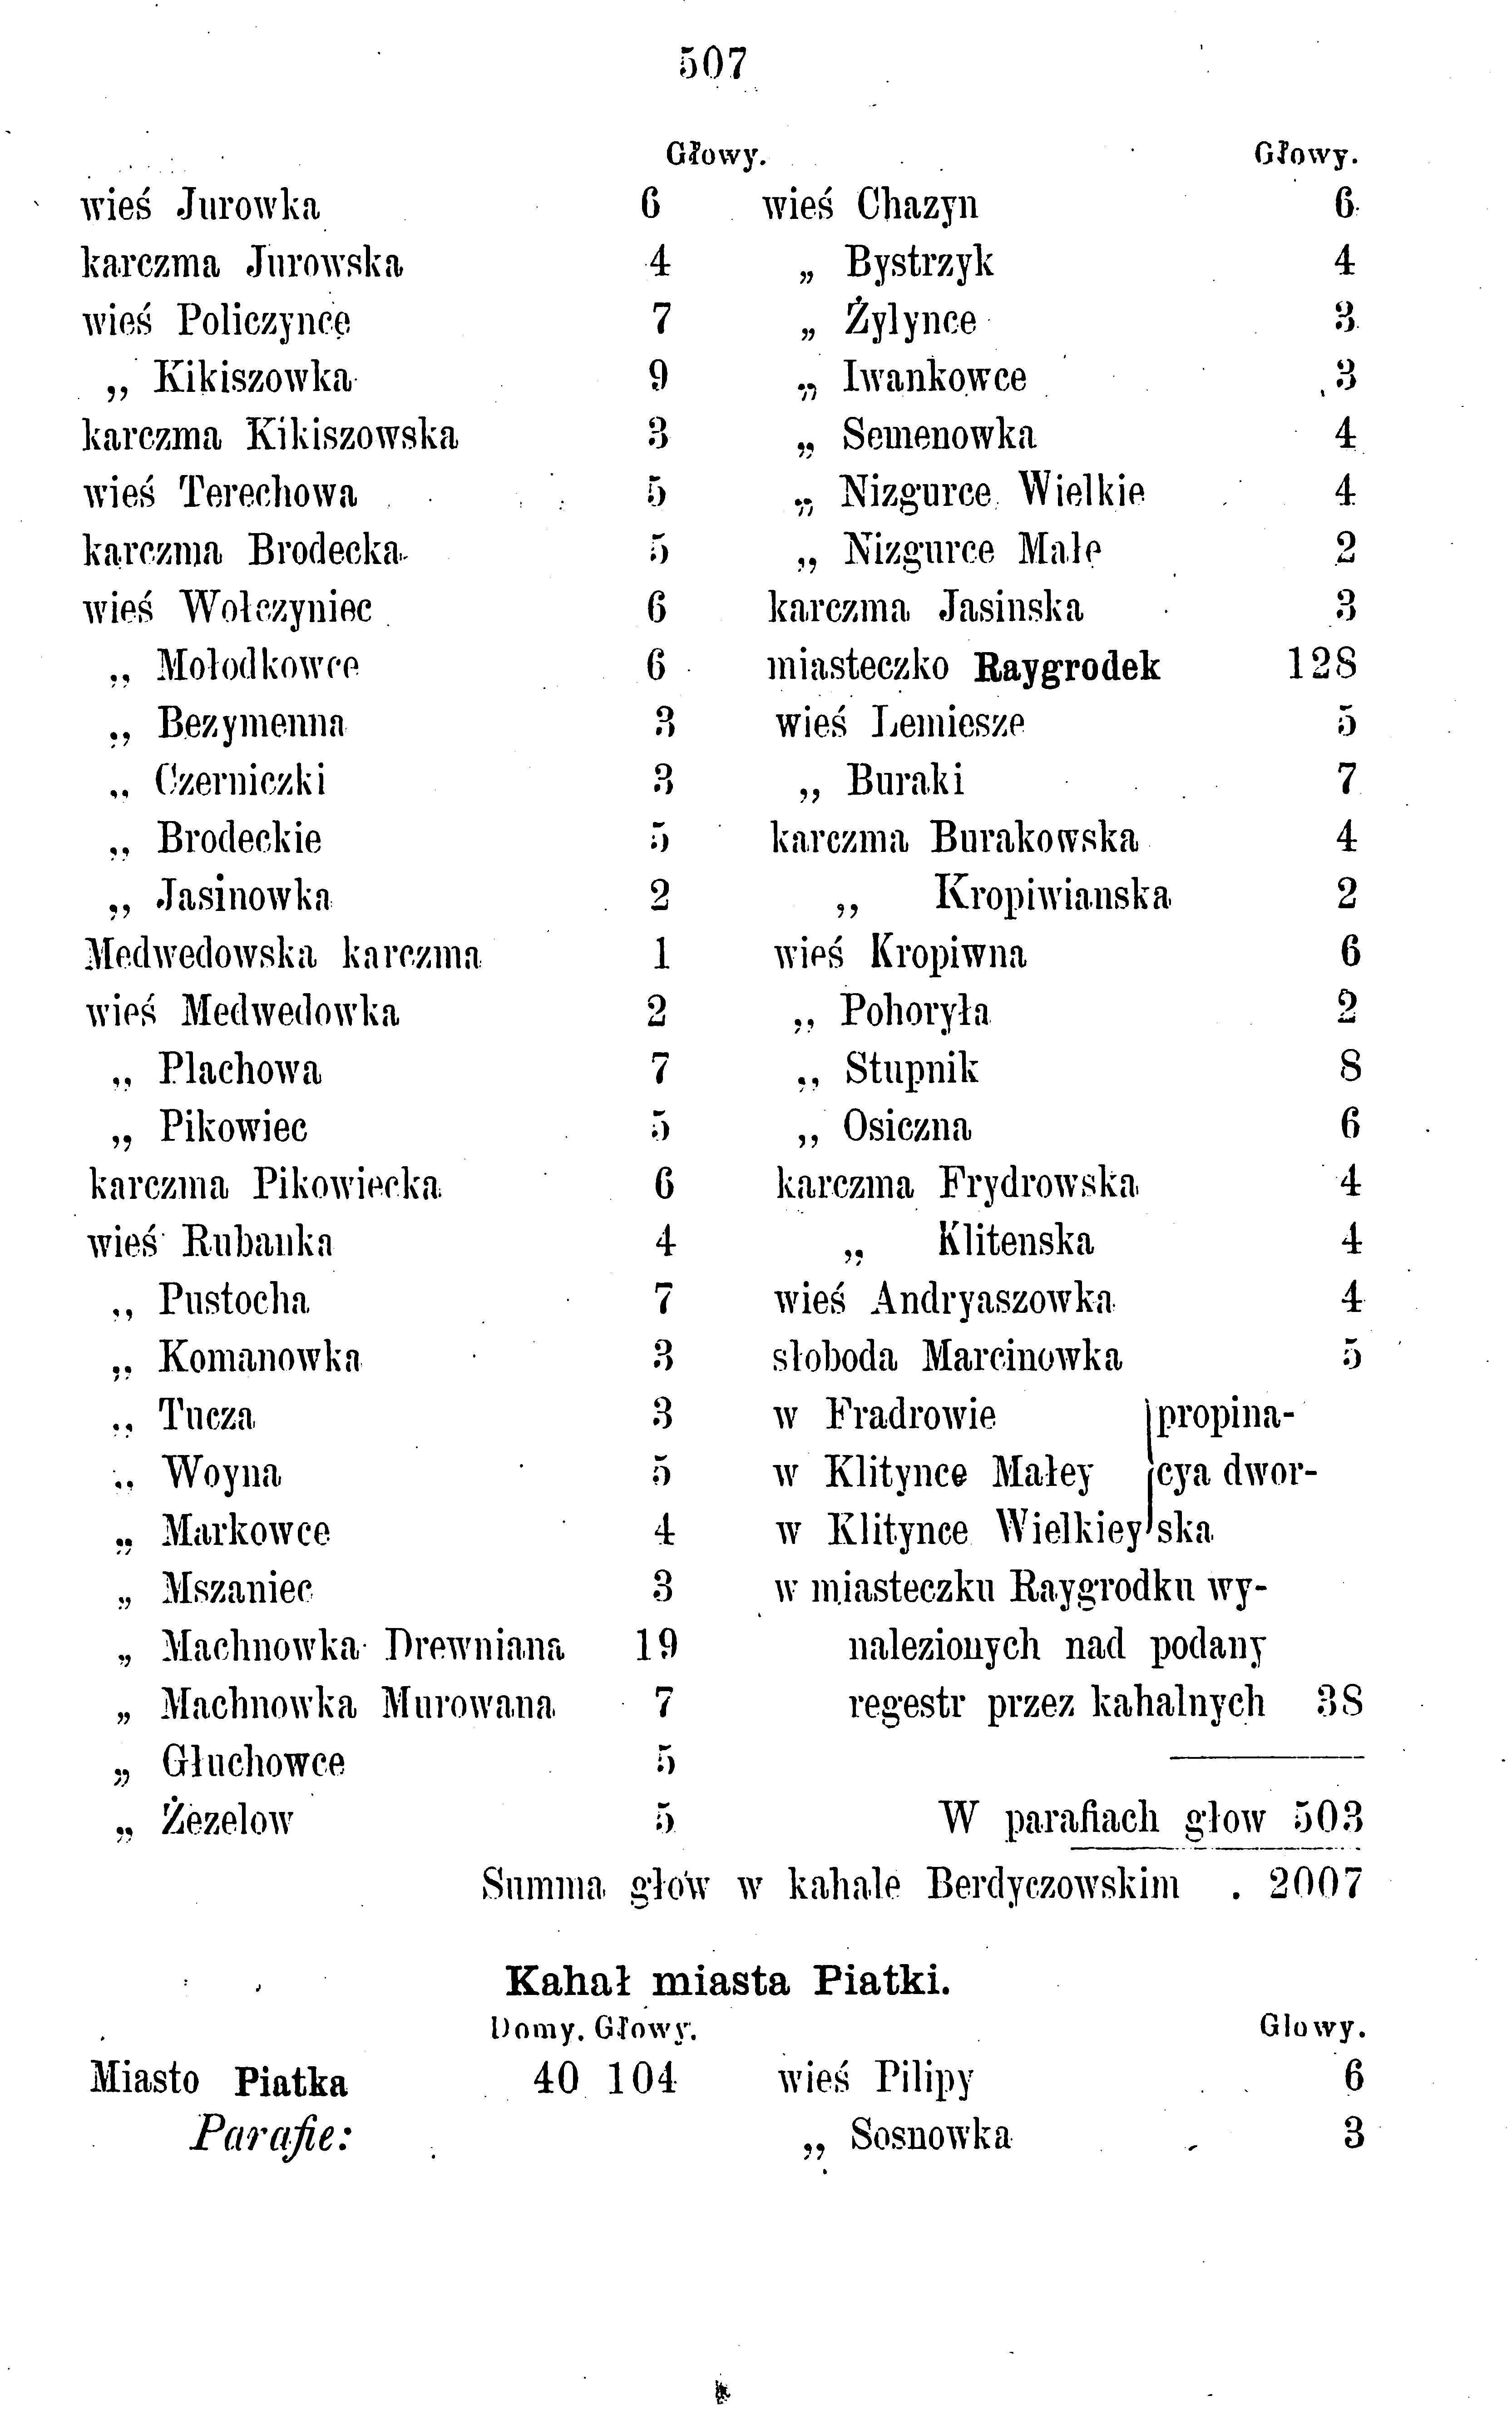 507
Głowy.
wieś Jurowka 6
karczma Jurowska 4
wieś Policzynce 7
„ Kikiszowka 9
karczma Kikiszowska 3
wieś Terechowa 5
karczma Brodecka 5
wieś Wołczyniec 6
„ Mołodkowce 6
„ Bezymenna 3
„ Czerniczki 3
„ Brodeckie 5
„ Jasinowka 2
Medwedowska karczma 1
wieś Medwedowka 2
„ Plachowa 7
„ Pikowiec 5
karczma Pikowiecka 6
wieś Rubanka 4
„ Pustocha 7
„ Komanowka 3
„ Tucza 3
„ Woyna 5
„ Markowce 4
„ Mszaniec 3
„ Machnowka Drewniana 19
„ Machnowka Murowana 7
„ Głuchowce 5
„ Żezelow 5
Głowy.
wieś Chazyn 6
„ Bystrzyk 4
„ Żylynce 3
„ Iwankowce 3
„ Semenowka 4
„ Nizgurce Wielkie 4
„ Nizgurce Małe 2
karczma Jasinska 3
miasteczko Raygrodek 128
wieś Lemiesze 5
„ Buraki 7
karczma Burakowska 4
„ Kropiwianska 2
wieś Kropiwna 6
„ Pohoryła 2
„ Stupnik 8
„ Osiczna 6
karczma Frydrowska 4
„ Klitenska 4
wieś Andryaszowka 4
słoboda Marcinowka 5
w Fradrowie propina-
w Klitynce Małey cya dwor-
w Klitynce Wielkiey ska
w miasteczku Raygrodku wy-
nalezionych nad podany
regestr przez kahalnych 38
W parafiach głow 503
Summa głów w kahale Berdyczowskim . 2007
Kahał miasta Piatki.
Domy. Głowy.
Miasto Piatka 40 104
Parafie:
Glowy.
wieś Pilipy 6
„ Sosnowka 3